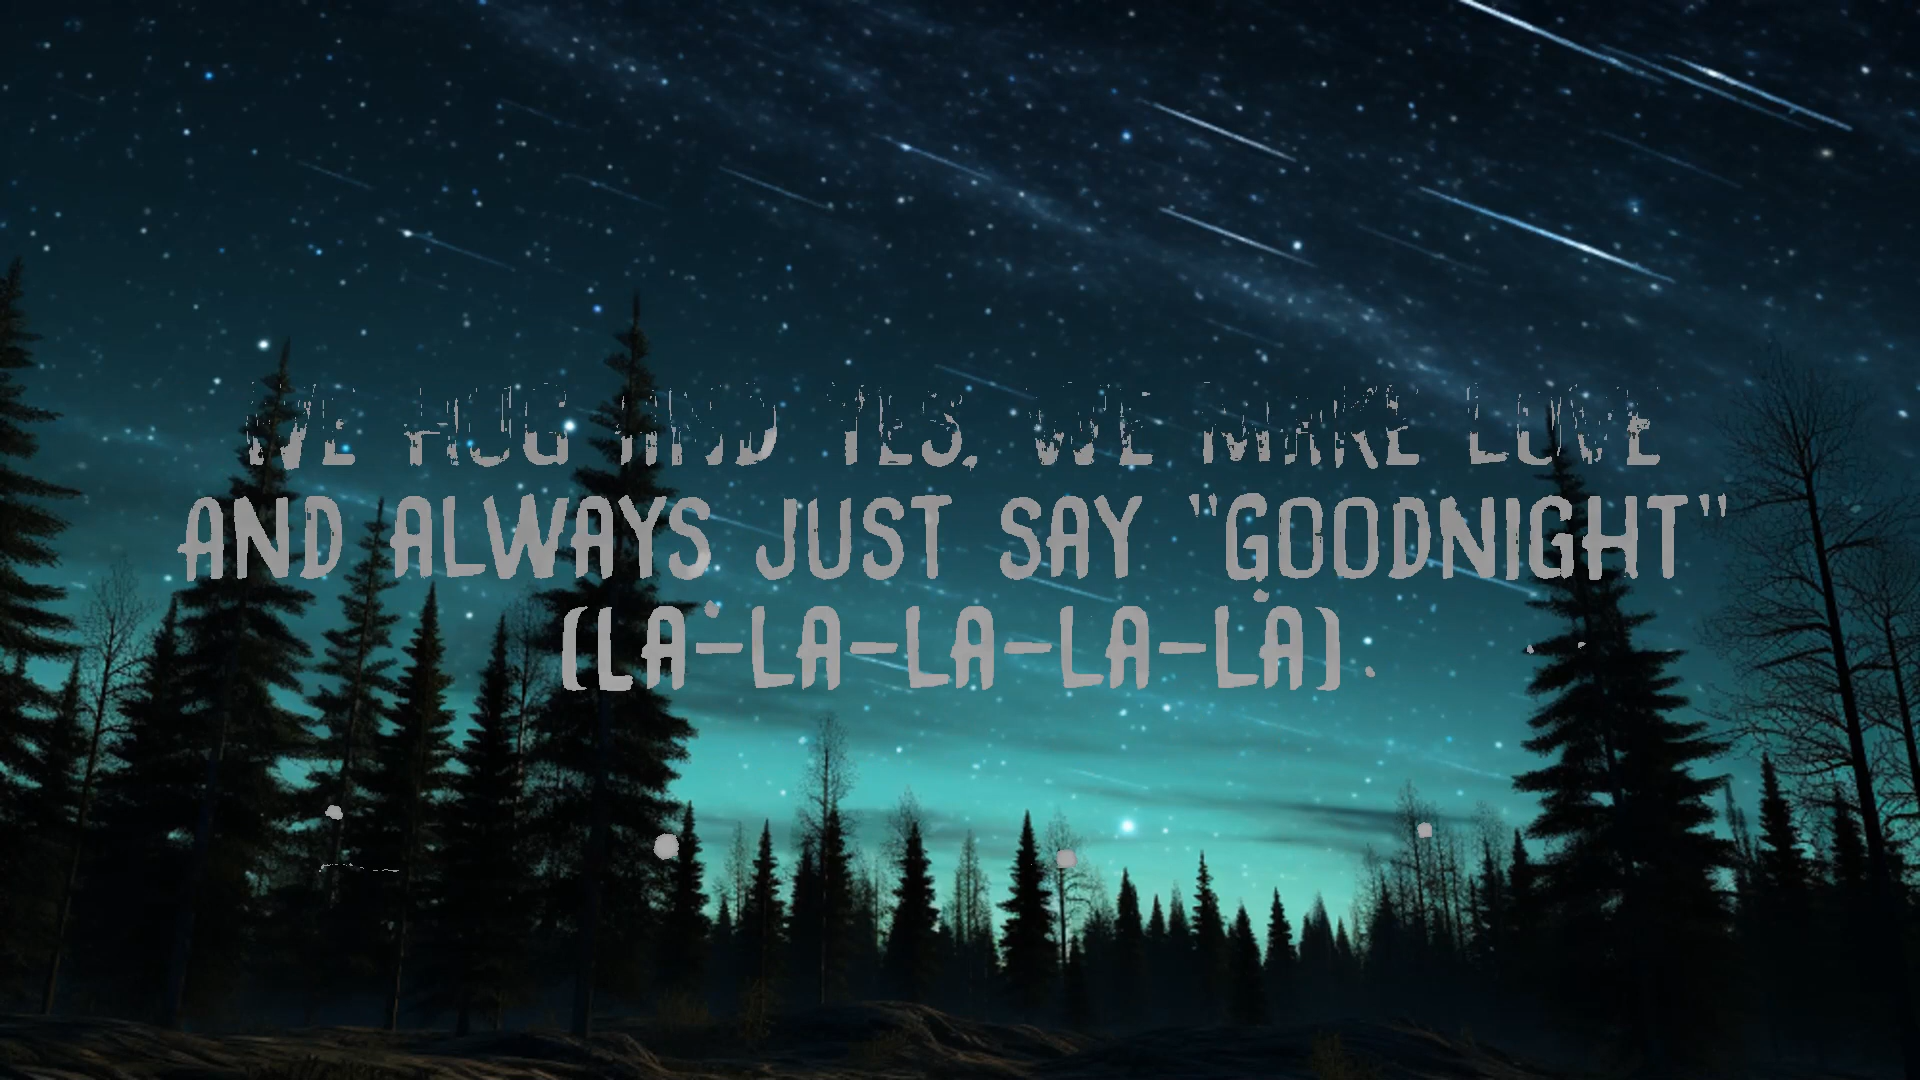 WE HUG AND YES, WE MAKE LOVE
AND ALWAYS JUST SAY "GOODNIGHT"
(LA-LA-LA-LA-LA)